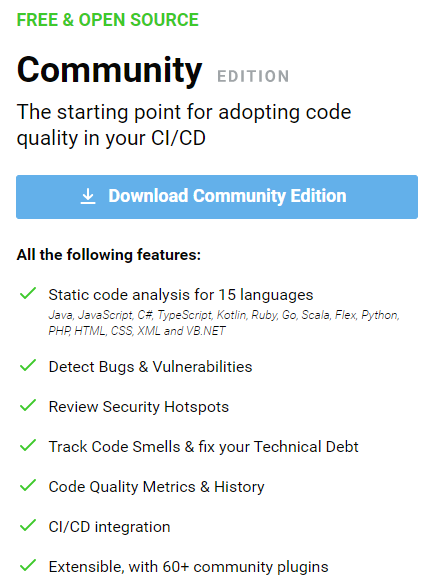 FREE & OPEN SOURCE
Community EDITION
The starting point for adopting code
quality in your CI/CD
Download Community Edition
All the following features:
Static code analysis for 15 languages
Java, JavaScript, C#, TypeScript, Kotlin, Ruby, Go, Scala, Flex, Python,
PHP, HTML, CSS, XML and VB.NET
Detect Bugs & Vulnerabilities
Review Security Hotspots
Track Code Smells & fix your Technical Debt
Code Quality Metrics & History
CI/CD integration
Extensible, with 60+ community plugins